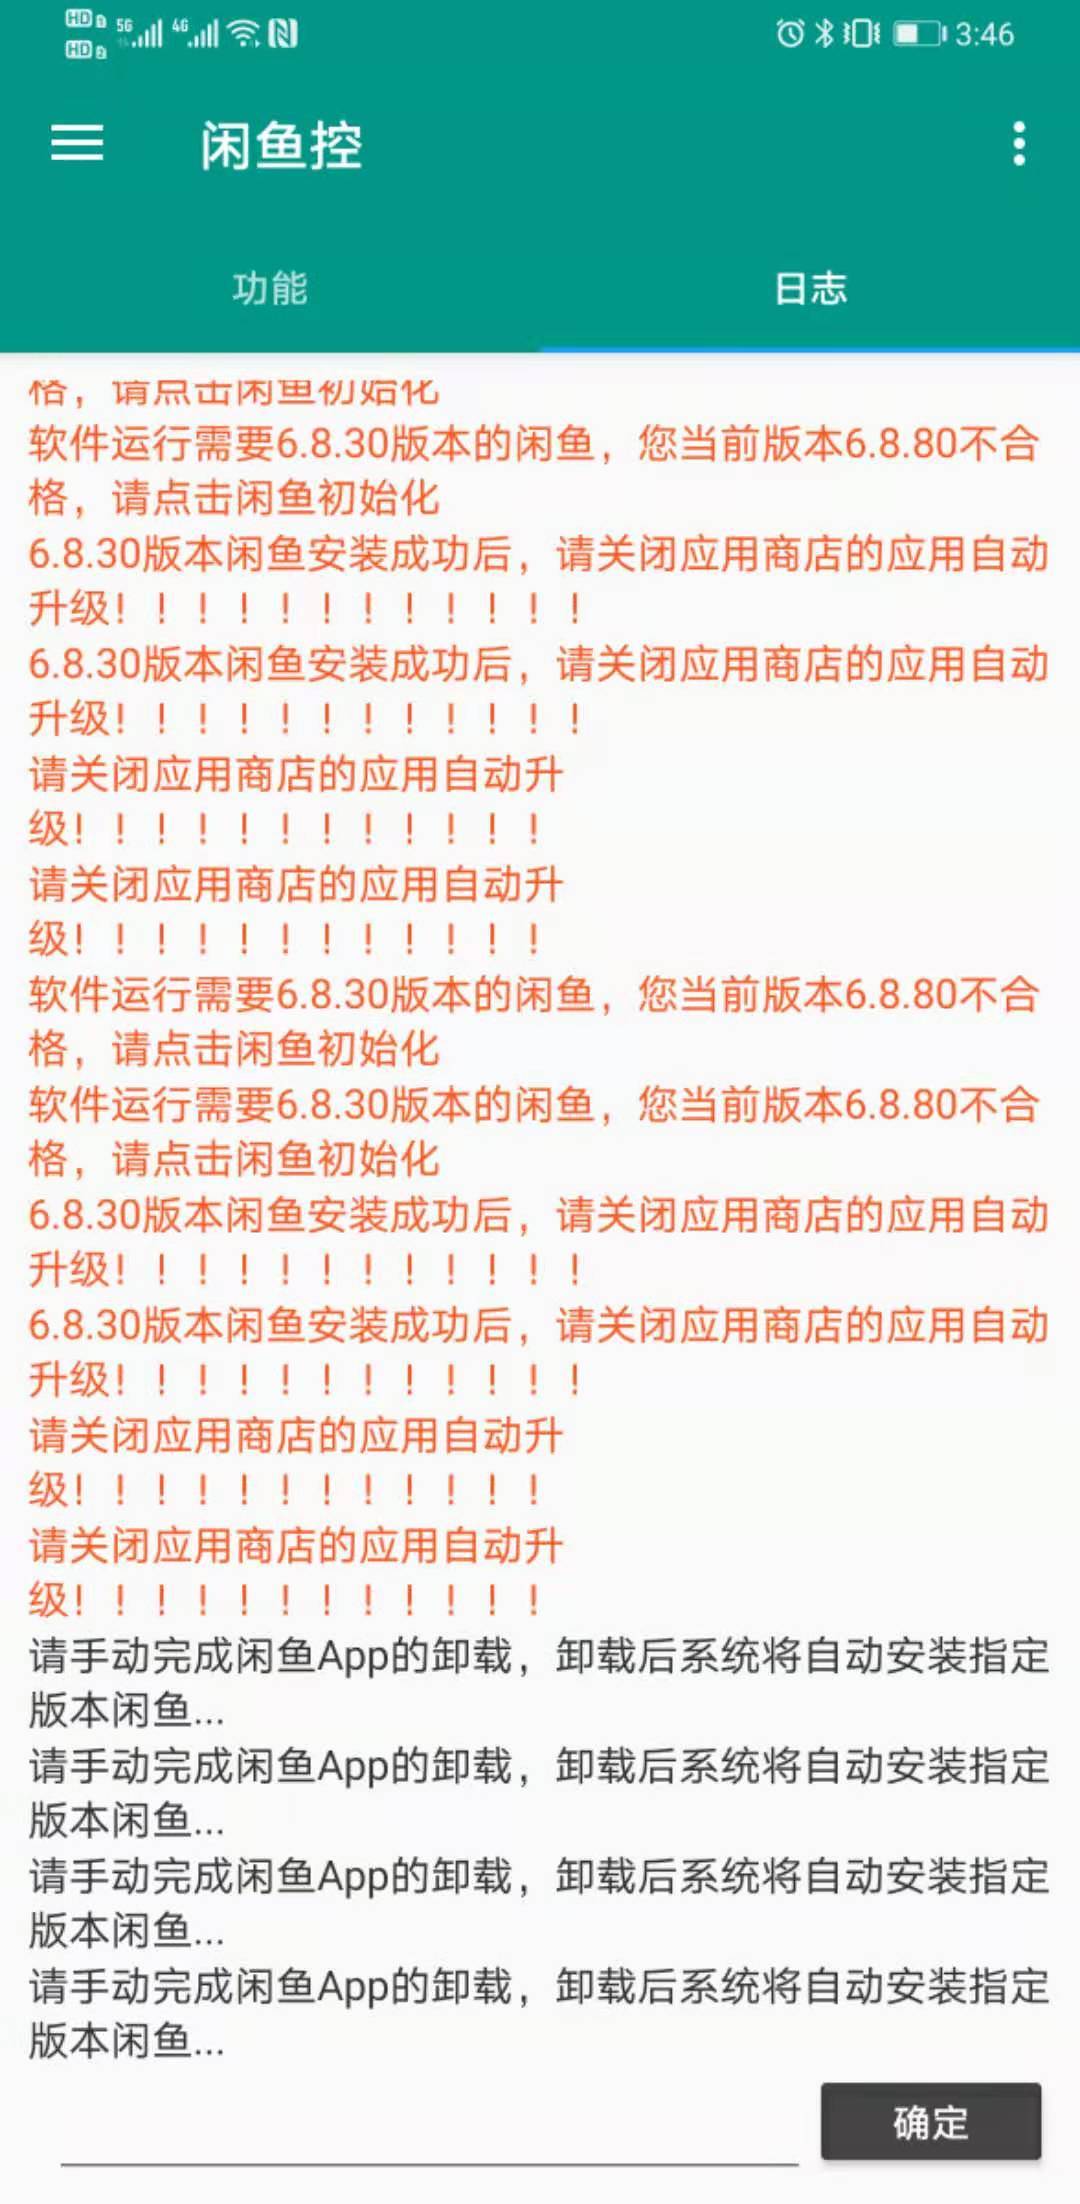 HD 1 5G 4G 3:46
HD 2
闲鱼控
功能 日志
格，请点击闲鱼初始化
软件运行需要6.8.30版本的闲鱼，您当前版本6.8.80不合
格，请点击闲鱼初始化
6.8.30版本闲鱼安装成功后，请关闭应用商店的应用自动
升级！！！！！！！！！！！！
6.8.30版本闲鱼安装成功后，请关闭应用商店的应用自动
升级！！！！！！！！！！！！
请关闭应用商店的应用自动升
级！！！！！！！！！！！！
请关闭应用商店的应用自动升
级！！！！！！！！！！！！
软件运行需要6.8.30版本的闲鱼，您当前版本6.8.80不合
格，请点击闲鱼初始化
软件运行需要6.8.30版本的闲鱼，您当前版本6.8.80不合
格，请点击闲鱼初始化
6.8.30版本闲鱼安装成功后，请关闭应用商店的应用自动
升级！！！！！！！！！！！！
6.8.30版本闲鱼安装成功后，请关闭应用商店的应用自动
升级！！！！！！！！！！！！
请关闭应用商店的应用自动升
级！！！！！！！！！！！！
请关闭应用商店的应用自动升
级！！！！！！！！！！！！
请手动完成闲鱼App的卸载，卸载后系统将自动安装指定
版本闲鱼...
请手动完成闲鱼App的卸载，卸载后系统将自动安装指定
版本闲鱼...
请手动完成闲鱼App的卸载，卸载后系统将自动安装指定
版本闲鱼...
请手动完成闲鱼App的卸载，卸载后系统将自动安装指定
版本闲鱼...
确定